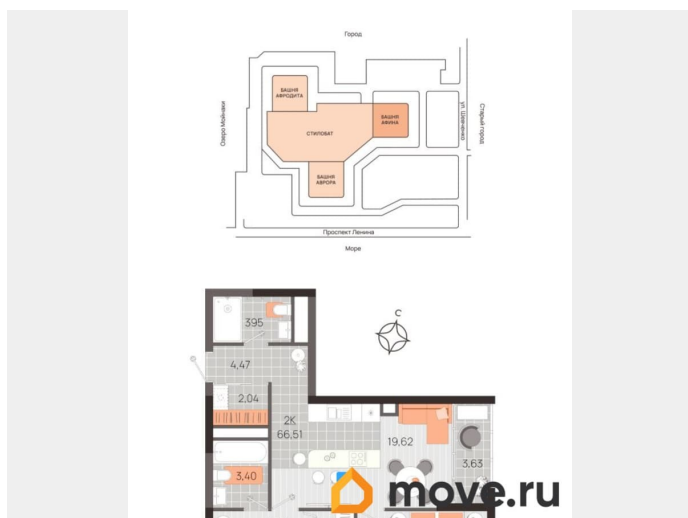 Город
БАШНЯ
АФРОДИТА
БАШНЯ
АФИНА
СТИЛОБАТ
БАШНЯ
АВРОРА
Озеро Мойнаки
ул. Шевченко
Старый город
Проспект Ленина
Море
С
3,95
4,47
2,04
2К
66,51
19,62
3,63
3,40
move.ru